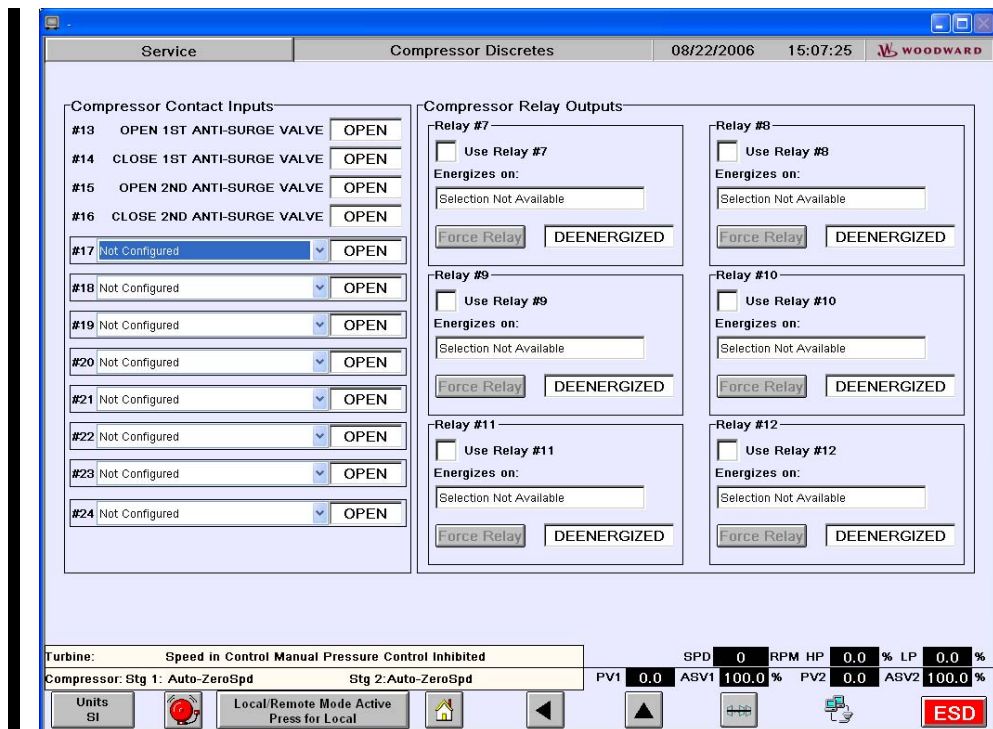 Service Compressor Discretes 08/22/2006 15:07:25 WOODWARD
Compressor Contact Inputs
#13 OPEN 1ST ANTI-SURGE VALVE OPEN
#14 CLOSE 1ST ANTI-SURGE VALVE OPEN
#15 OPEN 2ND ANTI-SURGE VALVE OPEN
#16 CLOSE 2ND ANTI-SURGE VALVE OPEN
#17 Not Configured OPEN
#18 Not Configured OPEN
#19 Not Configured OPEN
#20 Not Configured OPEN
#21 Not Configured OPEN
#22 Not Configured OPEN
#23 Not Configured OPEN
#24 Not Configured OPEN
Compressor Relay Outputs
Relay #7
Use Relay #7
Energizes on:
Selection Not Available
Force Relay DEENERGIZED
Relay #8
Use Relay #8
Energizes on:
Selection Not Available
Force Relay DEENERGIZED
Relay #9
Use Relay #9
Energizes on:
Selection Not Available
Force Relay DEENERGIZED
Relay #10
Use Relay #10
Energizes on:
Selection Not Available
Force Relay DEENERGIZED
Relay #11
Use Relay #11
Energizes on:
Selection Not Available
Force Relay DEENERGIZED
Relay #12
Use Relay #12
Energizes on:
Selection Not Available
Force Relay DEENERGIZED
Turbine: Speed in Control Manual Pressure Control Inhibited SPD 0 RPM HP 0.0 % LP 0.0 %
Compressor: Stg 1: Auto-ZeroSpd Stg 2:Auto-ZeroSpd PV1 0.0 ASV1 100.0 % PV2 0.0 ASV2 100.0 %
Units
SI
Local/Remote Mode Active
Press for Local
ESD